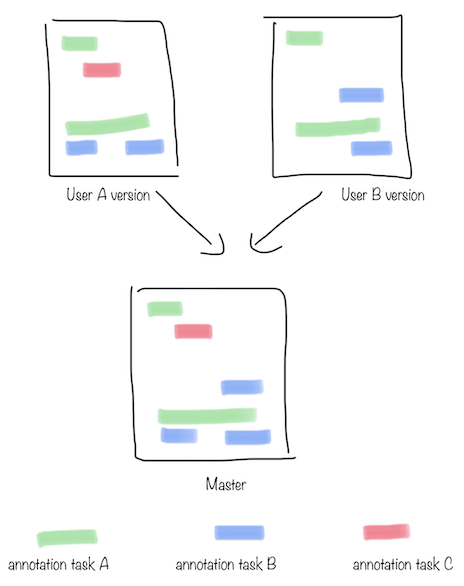 User A version
User B version
Master
annotation task A
annotation task B
annotation task C